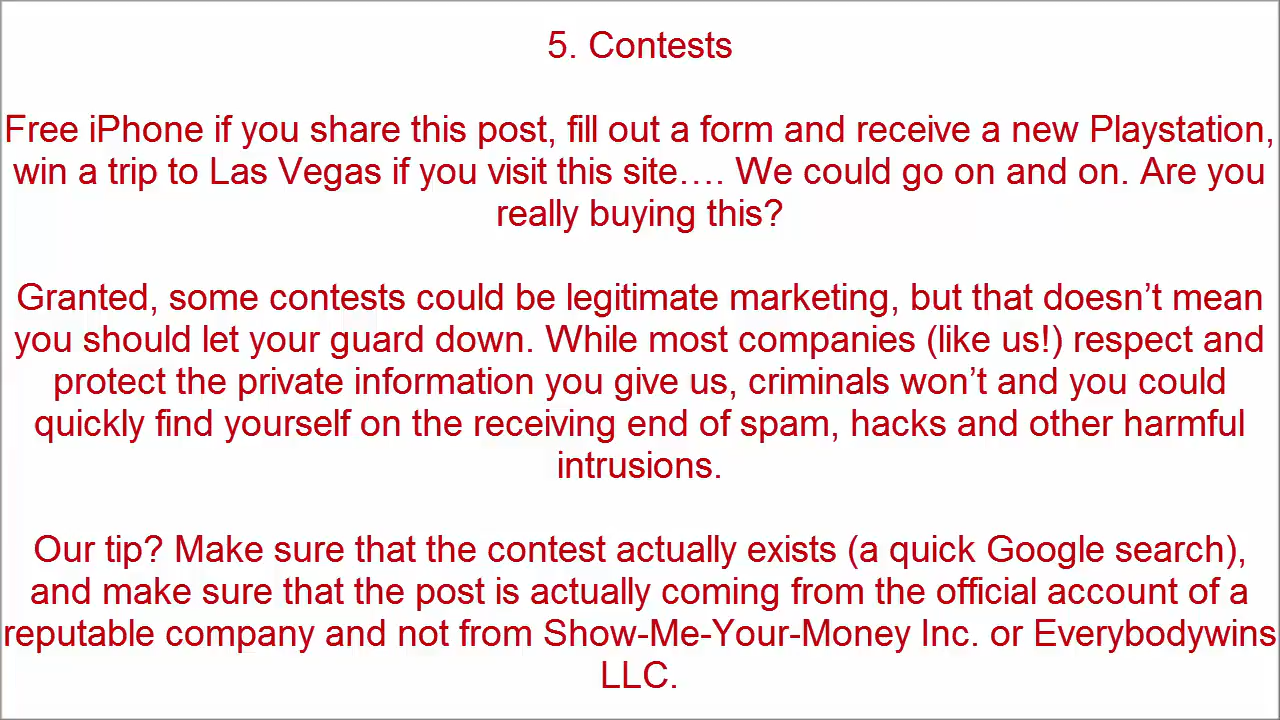 5. Contests
Free iPhone if you share this post, fill out a form and receive a new Playstation,
win a trip to Las Vegas if you visit this site…. We could go on and on. Are you
really buying this?
Granted, some contests could be legitimate marketing, but that doesn’t mean
you should let your guard down. While most companies (like us!) respect and
protect the private information you give us, criminals won’t and you could
quickly find yourself on the receiving end of spam, hacks and other harmful
intrusions.
Our tip? Make sure that the contest actually exists (a quick Google search),
and make sure that the post is actually coming from the official account of a
reputable company and not from Show-Me-Your-Money Inc. or Everybodywins
LLC.